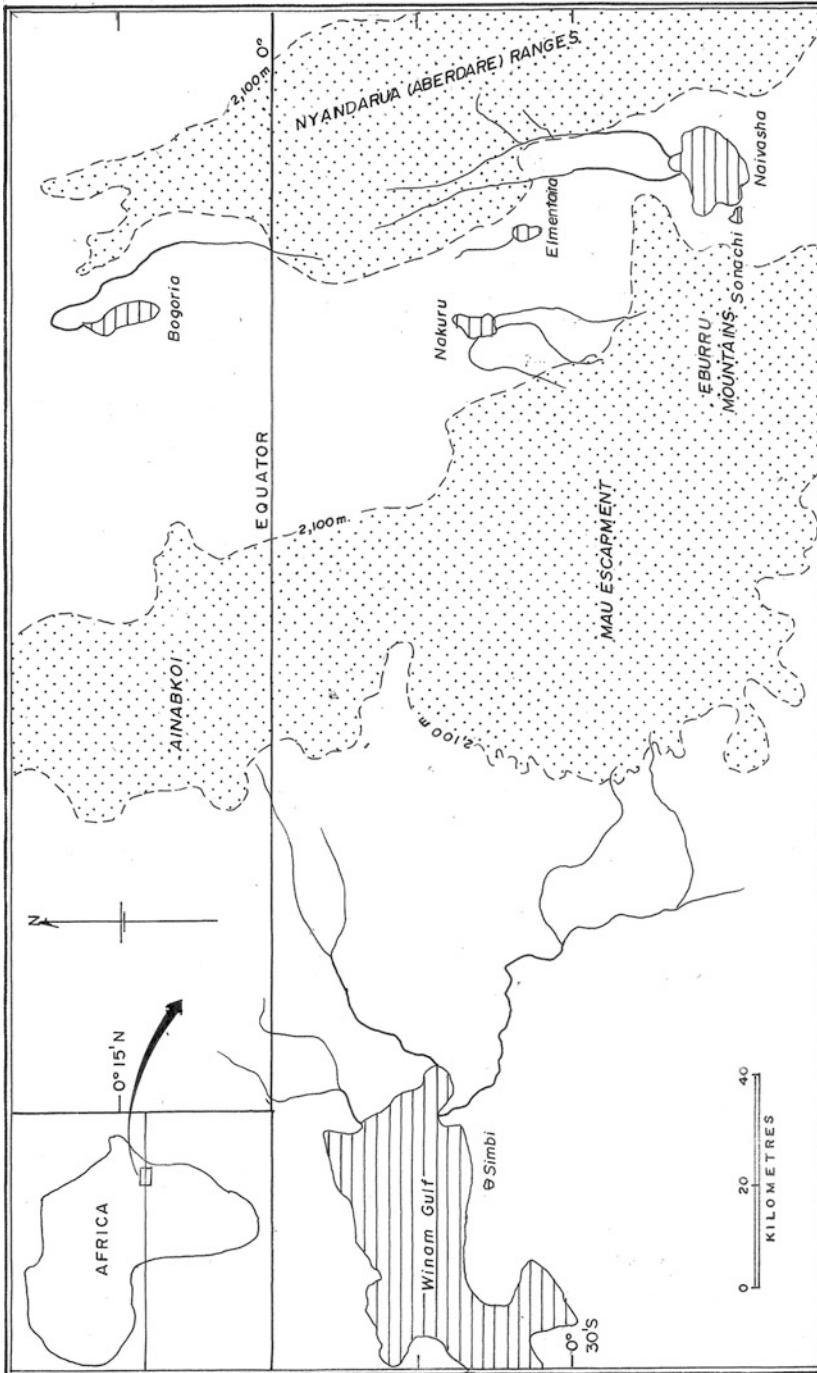 AFRICA
0° 15'N
N
AINABKOI
Bogoria
2,100m.
0°
EQUATOR
NYANDARUA (ABERDARE) RANGES
2,100m.
2,100 m
Winam Gulf
Simbi
Nakuru
Elmentaita
MAU ESCARPMENT
EBURRU
MOUNTAINS
Sonachi
Naivasha
0°
30'S
0
20
40
KILOMETRES